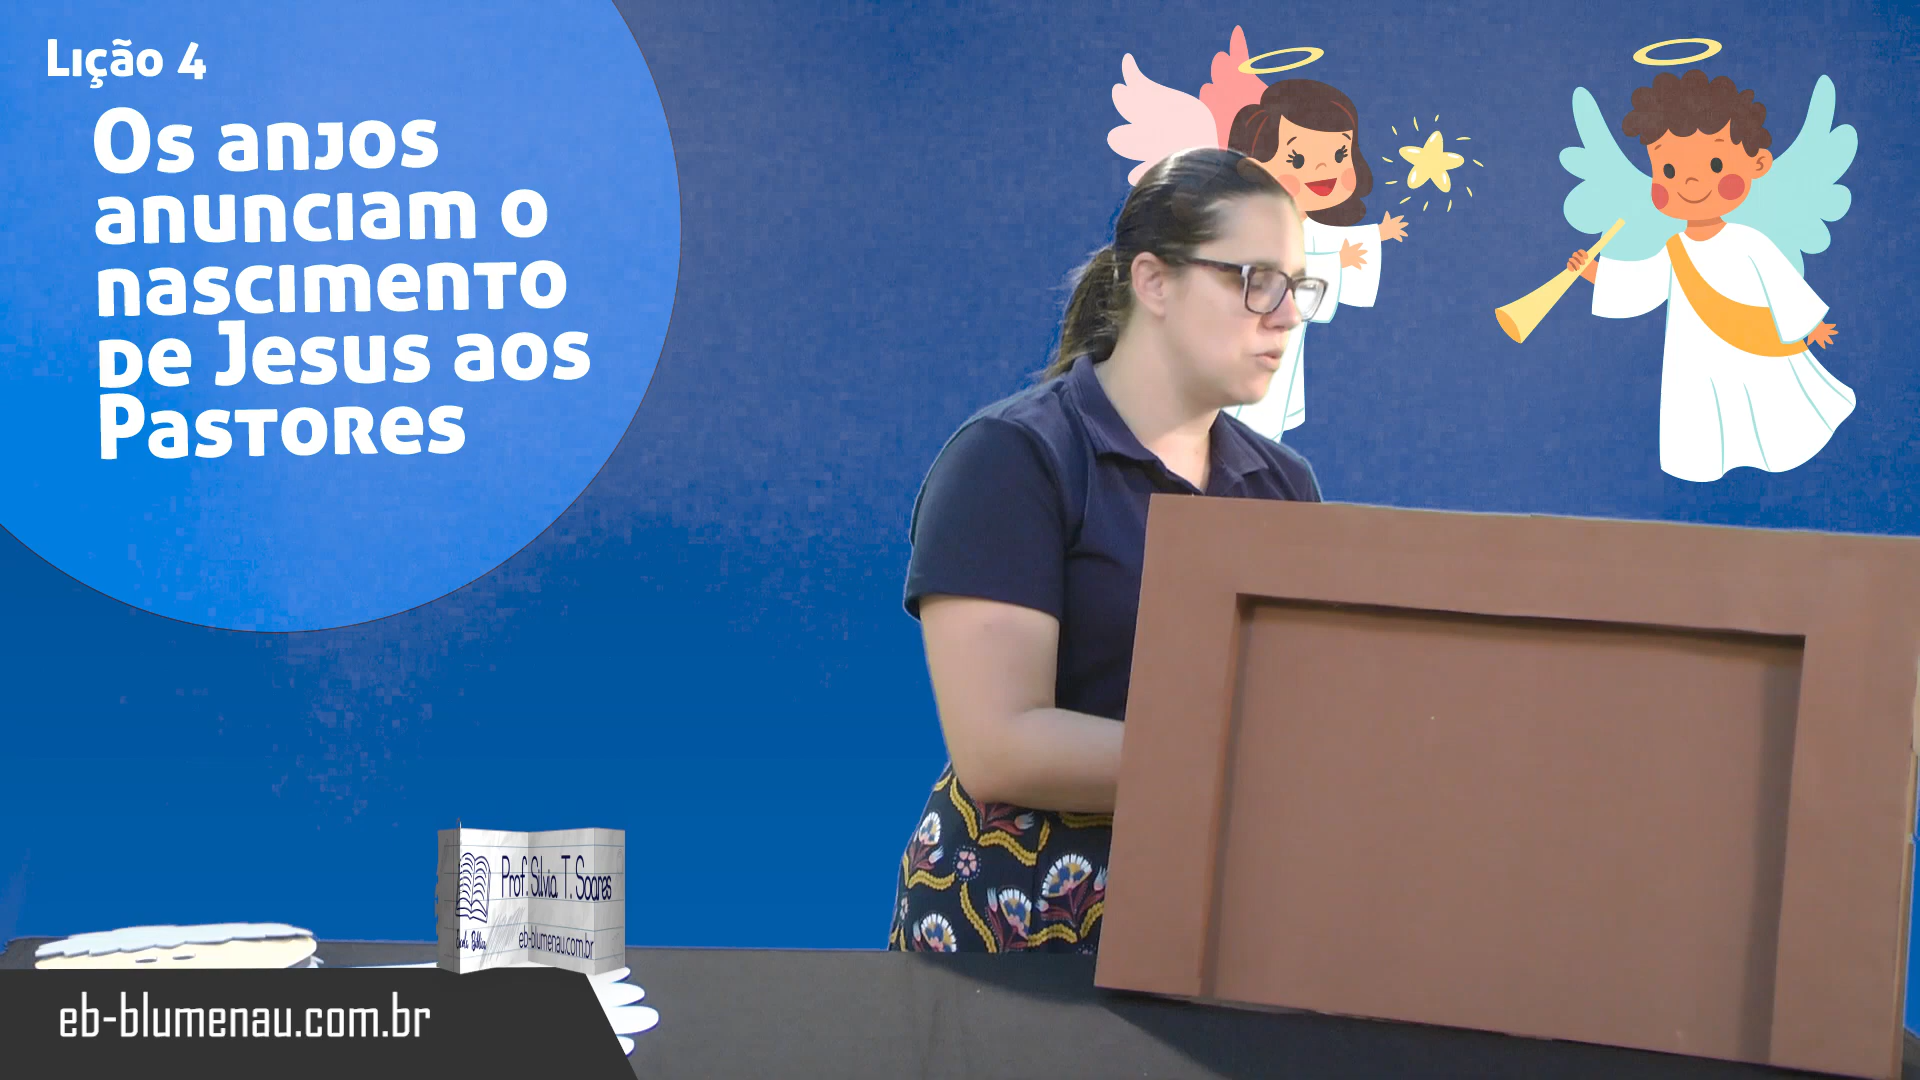 Lição 4
Os anjos
anunciam o
nascimento
de Jesus aos
Pastores
Prof. Silvia T. Soares
eb-blumenau.com.br
eb-blumenau.com.br